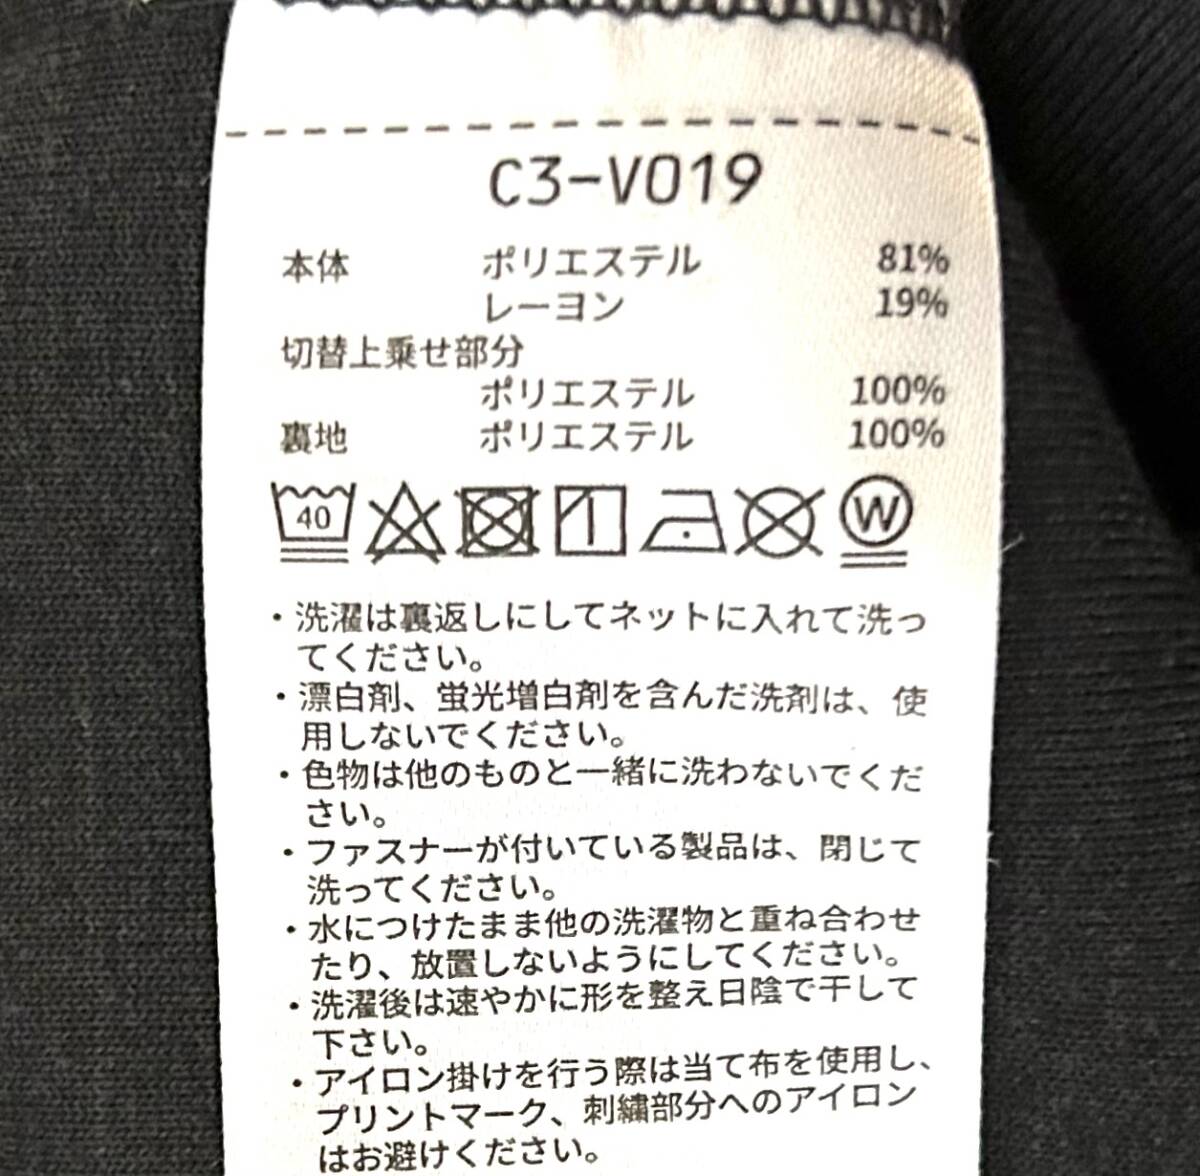 C3-V019
本体 ポリエステル 81%
レーヨン 19%
切替上乗せ部分
ポリエステル 100%
裏地 ポリエステル 100%
40 W
・洗濯は裏返しにしてネットに入れて洗っ
てください。
・漂白剤、蛍光増白剤を含んだ洗剤は、使
用しないでください。
・色物は他のものと一緒に洗わないでくだ
さい。
・ファスナーが付いている製品は、閉じて
洗ってください。
・水につけたまま他の洗濯物と重ね合わせ
たり、放置しないようにしてください。
・洗濯後は速やかに形を整え日陰で干して
下さい。
・アイロン掛けを行う際は当て布を使用し、
プリントマーク、刺繍部分へのアイロン
はお避けください。